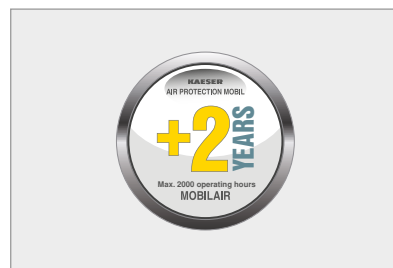 KAESER
AIR PROTECTION MOBIL
+2
YEARS
Max. 2000 operating hours
MOBILAIR